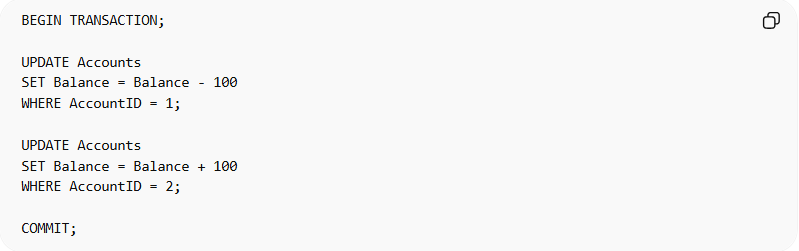 BEGIN TRANSACTION;
UPDATE Accounts
SET Balance = Balance - 100
WHERE AccountID = 1;
UPDATE Accounts
SET Balance = Balance + 100
WHERE AccountID = 2;
COMMIT;